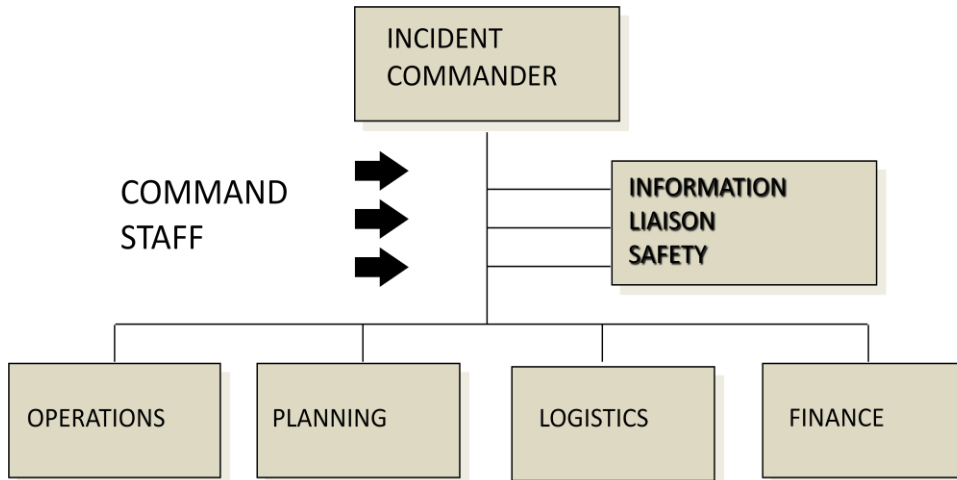 INCIDENT
COMMANDER
COMMAND
STAFF
INFORMATION
LIAISON
SAFETY
OPERATIONS
PLANNING
LOGISTICS
FINANCE